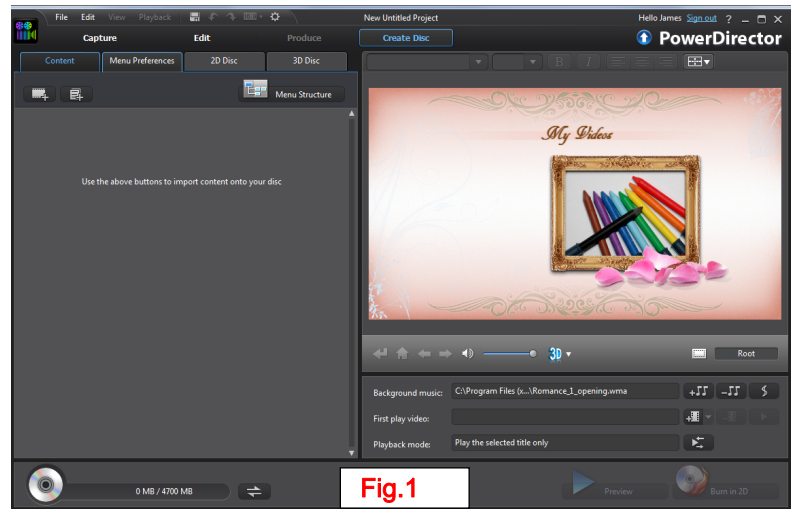 File Edit View Playback New Untitled Project Hello James Sign out ?
Capture Edit Produce Create Disc PowerDirector
Content Menu Preferences 2D Disc 3D Disc B I
Menu Structure
My Videos
Use the above buttons to import content onto your disc
3D Root
Background music: C:\Program Files (x...\Romance_1_opening.wma
First play video:
Playback mode: Play the selected title only
0 MB / 4700 MB Fig.1 Preview Burn in 2D